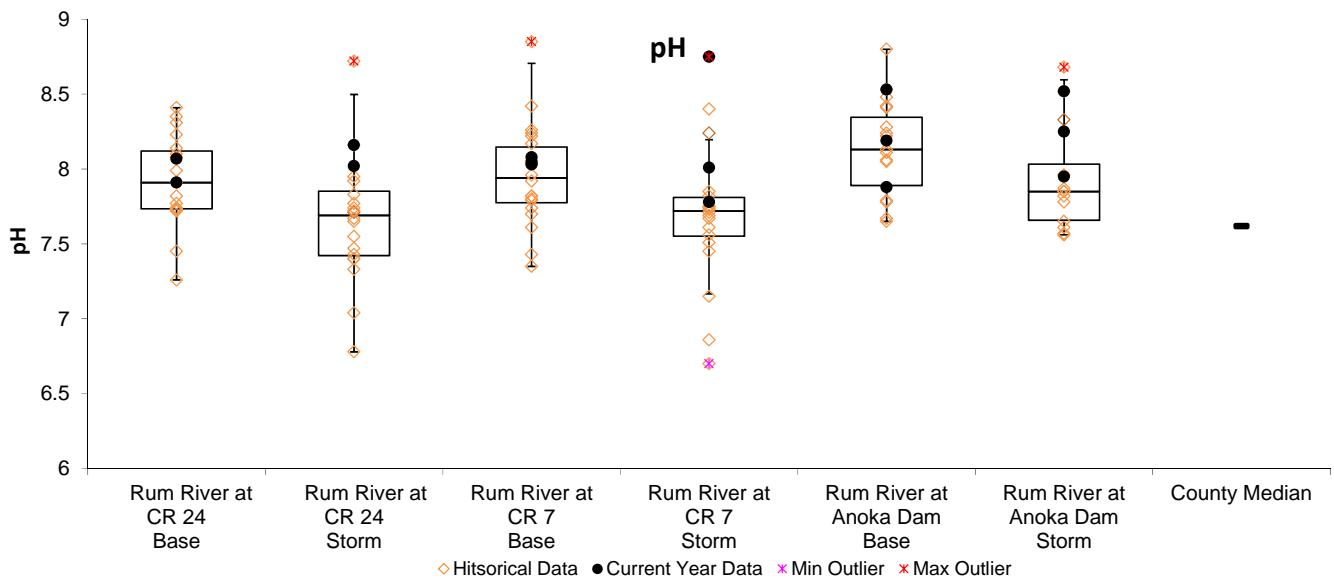 pH
9
8.5
8
7.5
7
6.5
6
pH
Rum River at
CR 24
Base
Rum River at
CR 24
Storm
Rum River at
CR 7
Base
Rum River at
CR 7
Storm
Rum River at
Anoka Dam
Base
Rum River at
Anoka Dam
Storm
County Median
Hitsorical Data
Current Year Data
Min Outlier
Max Outlier